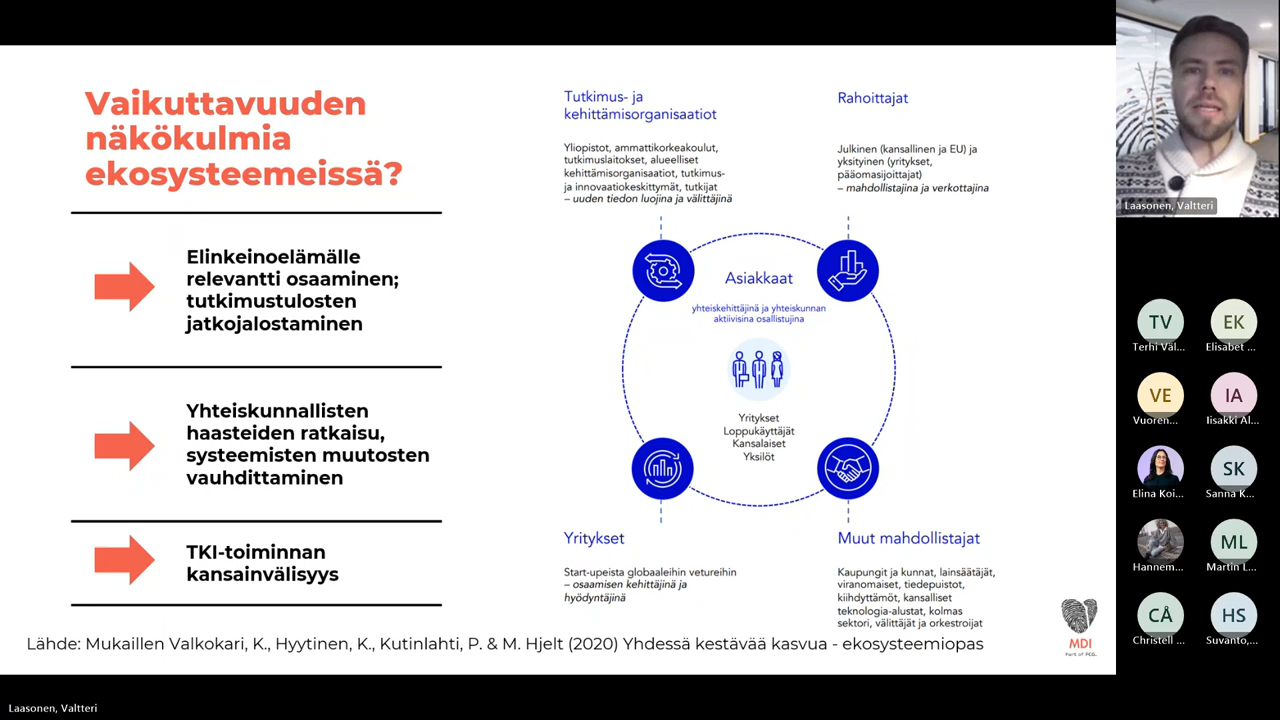 Vaikuttavuuden
näkökulmia
ekosysteemeissä?
Elinkeinoelämälle
relevantti osaaminen;
tutkimustulosten
jatkojalostaminen
Yhteiskunnallisten
haasteiden ratkaisu,
systeemisten muutosten
vauhdittaminen
TKI-toiminnan
kansainvälisyys
Tutkimus- ja
kehittämisorganisaatiot
Yliopistot, ammattikorkeakoulut,
tutkimuslaitokset, alueelliset
kehittämisorganisaatiot, tutkimus-
ja innovaatiokeskittymät, tutkijat
– uuden tiedon luojina ja välittäjinä
Rahoittajat
Julkinen (kansallinen ja EU) ja
yksityinen (yritykset,
pääomasijoittajat)
– mahdollistajina ja verkottajina
Asiakkaat
yhteiskehittäjinä ja yhteiskunnan
aktiivisina osallistujina
Yritykset
Loppukäyttäjät
Kansalaiset
Yksilöt
Yritykset
Start-upeista globaaleihin vetureihin
– osaamisen kehittäjinä ja
hyödyntäjinä
Muut mahdollistajat
Kaupungit ja kunnat, lainsäätäjät,
viranomaiset, tiedepuistot,
kiihdyttämöt, kansalliset
teknologia-alustat, kolmas
sektori, välittäjät ja orkestroijat
Lähde: Mukaillen Valkokari, K., Hyytinen, K., Kutinlahti, P. & M. Hjelt (2020) Yhdessä kestävää kasvua - ekosysteemiopas
MDI
Part of FCG.
Laasonen, Valtteri
TV
Terhi Väl...
EK
Elisabet ...
VE
Vuoren...
IA
Iisakki Al...
Elina Koi...
SK
Sanna K...
Hannem...
ML
Martin L...
CÅ
Christell ...
HS
Suvanto,...
Laasonen, Valtteri